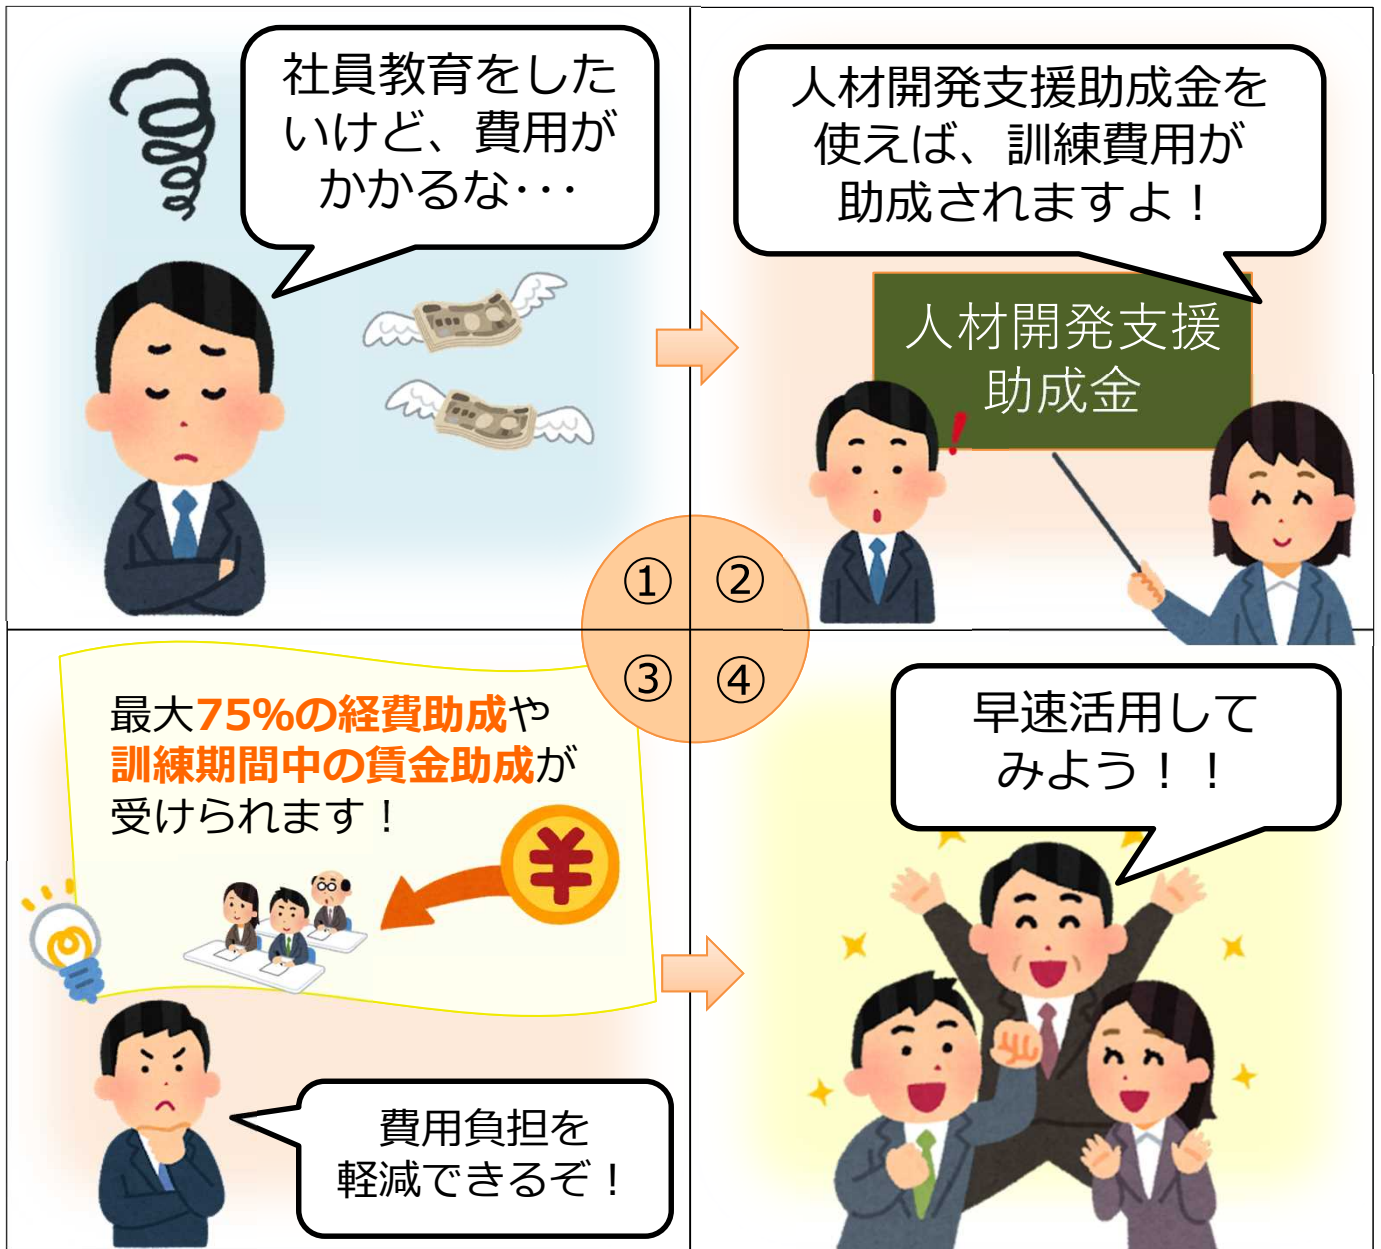 社員教育をした
いけど、費用が
かかるな･･･
人材開発支援助成金を
使えば、訓練費用が
助成されますよ！
人材開発支援
助成金
①
②
③
④
最大75%の経費助成や
訓練期間中の賃金助成が
受けられます！
¥
費用負担を
軽減できるぞ！
早速活用して
みよう！！